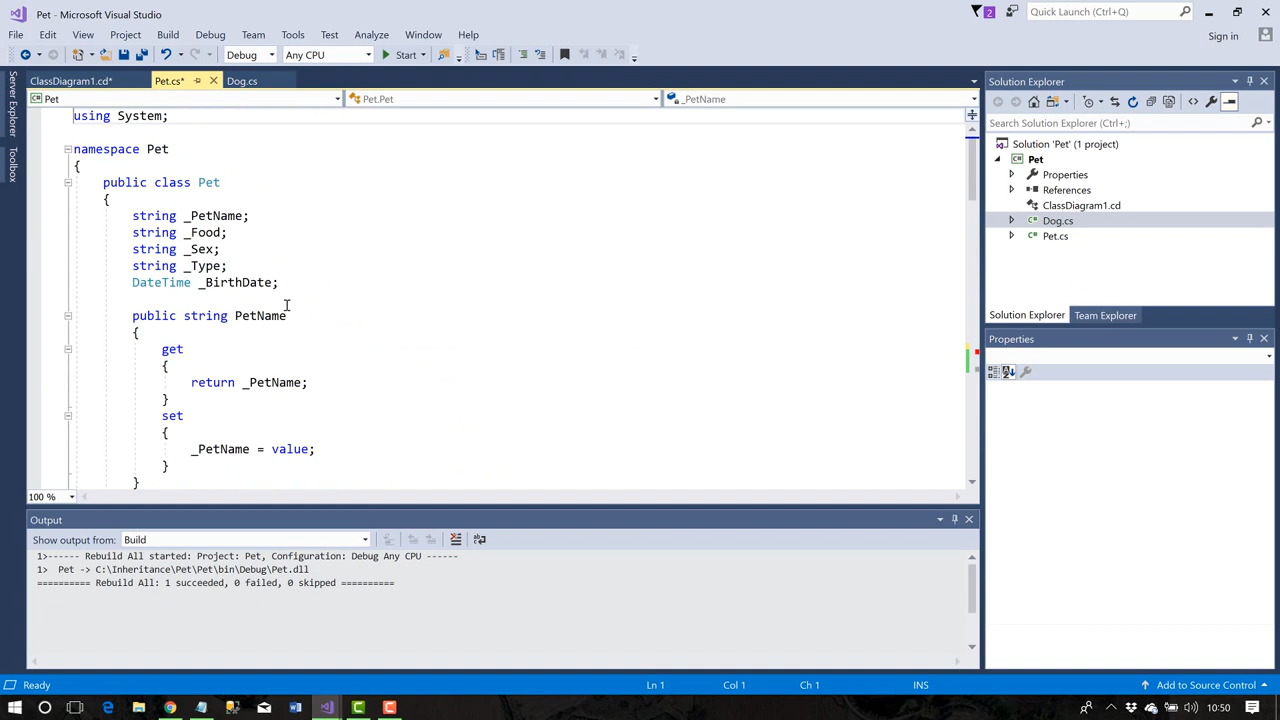 Pet - Microsoft Visual Studio
2
Quick Launch (Ctrl+Q)
File Edit View Project Build Debug Team Tools Test Analyze Window Help
Sign in
Debug
Any CPU
Start
ClassDiagram1.cd*
Pet.cs*
Dog.cs
Server Explorer
Toolbox
Pet
Pet.Pet
_PetName
using System;
namespace Pet
{
public class Pet
{
string _PetName;
string _Food;
string _Sex;
string _Type;
DateTime _BirthDate;
public string PetName
{
get
{
return _PetName;
}
set
{
_PetName = value;
}
}
100 %
Output
Show output from: Build
1>------ Rebuild All started: Project: Pet, Configuration: Debug Any CPU ------
1>  Pet -> C:\Inheritance\Pet\Pet\bin\Debug\Pet.dll
========== Rebuild All: 1 succeeded, 0 failed, 0 skipped ==========
Solution Explorer
Search Solution Explorer (Ctrl+;)
Solution 'Pet' (1 project)
Pet
Properties
References
ClassDiagram1.cd
Dog.cs
Pet.cs
Solution Explorer Team Explorer
Properties
Ready
Ln 1
Col 1
Ch 1
INS
Add to Source Control
10:50